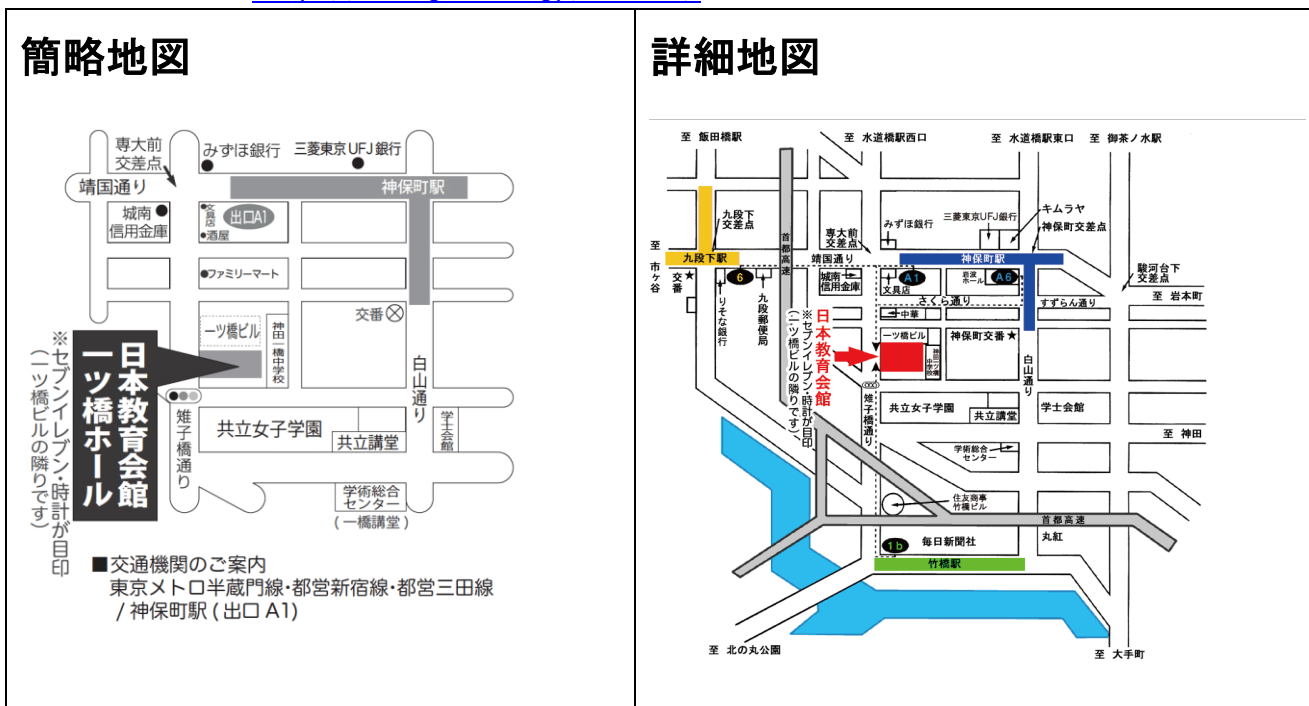 簡略地図
専大前
交差点
みずほ銀行
三菱東京UFJ銀行
靖国通り
神保町駅
城南
信用金庫
文具店
出口A1
酒屋
ファミリーマート
交番
一ツ橋ビル
神田一橋中学校
日本教育会館
一ツ橋ホール
※セブンイレブン・時計が目印
(一ツ橋ビルの隣りです)
白山通り
雉子橋通り
共立女子学園
共立講堂
学士会館
学術総合
センター
(一橋講堂)
■交通機関のご案内
東京メトロ半蔵門線・都営新宿線・都営三田線
/ 神保町駅 ( 出口 A1)
詳細地図
至 飯田橋駅
至 水道橋駅西口
至 水道橋駅東口
至 御茶ノ水駅
九段下
交差点
首都高速
みずほ銀行
三菱東京UFJ銀行
キムラヤ
神保町交差点
専大前
交差点
至 市ヶ谷
九段下駅
靖国通り
神保町駅
駿河台下
交差点
交番★
6
城南
信用金庫
A1
岩波
ホール
A6
文具店
りそな銀行
九段郵便局
さくら通り
すずらん通り
至 岩本町
中華
日本教育会館
※セブンイレブン・時計が目印
(一ツ橋ビルの隣りです)
一ツ橋ビル
神保町交番★
白山通り
雉子橋通り
共立女子学園
共立講堂
学士会館
至 神田
学術総合
センター
住友商事
竹橋ビル
首都高速
1b
毎日新聞社
丸紅
竹橋駅
至 北の丸公園
至 大手町